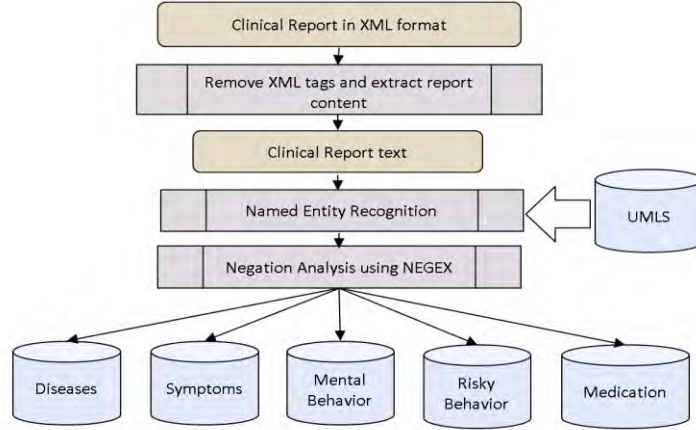 Clinical Report in XML format
Remove XML tags and extract report
content
Clinical Report text
Named Entity Recognition
UMLS
Negation Analysis using NEGEX
Diseases
Symptoms
Mental
Behavior
Risky
Behavior
Medication